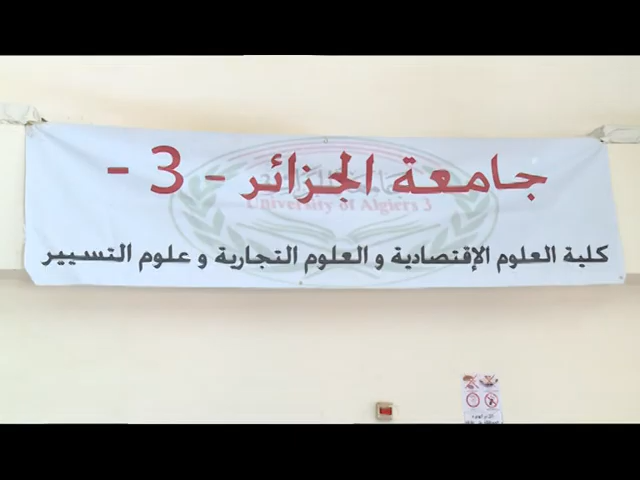 جامعة الجزائر - 3 -
University of Algiers 3
كلية العلوم الإقتصادية و العلوم التجارية و علوم التسيير